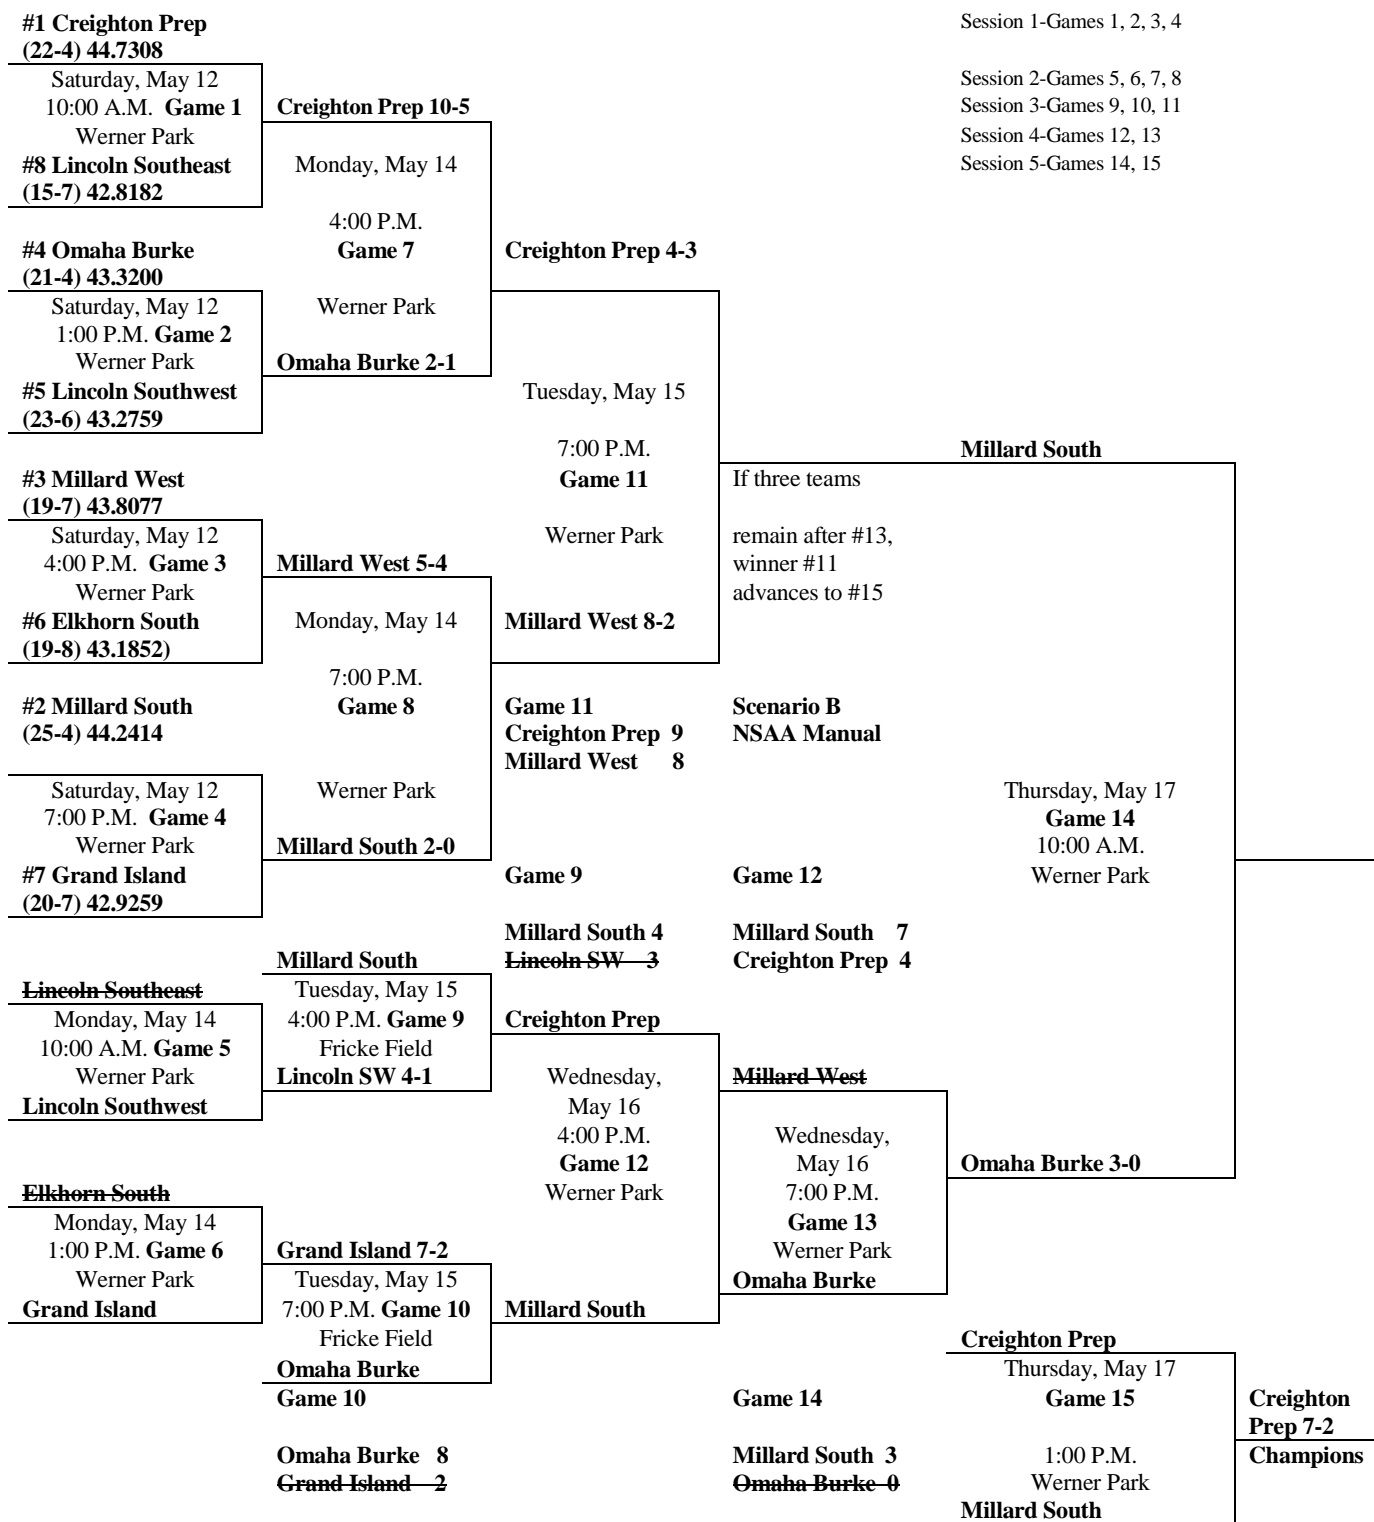 #1 Creighton Prep
(22-4) 44.7308
Saturday, May 12
10:00 A.M. Game 1
Werner Park
#8 Lincoln Southeast
(15-7) 42.8182
#4 Omaha Burke
(21-4) 43.3200
Saturday, May 12
1:00 P.M. Game 2
Werner Park
#5 Lincoln Southwest
(23-6) 43.2759
#3 Millard West
(19-7) 43.8077
Saturday, May 12
4:00 P.M. Game 3
Werner Park
#6 Elkhorn South
(19-8) 43.1852)
#2 Millard South
(25-4) 44.2414
Saturday, May 12
7:00 P.M. Game 4
Werner Park
#7 Grand Island
(20-7) 42.9259
Lincoln Southeast
Monday, May 14
10:00 A.M. Game 5
Werner Park
Lincoln Southwest
Elkhorn South
Monday, May 14
1:00 P.M. Game 6
Werner Park
Grand Island
Creighton Prep 10-5
Monday, May 14
4:00 P.M.
Game 7
Werner Park
Omaha Burke 2-1
Millard West 5-4
Monday, May 14
7:00 P.M.
Game 8
Werner Park
Millard South 2-0
Millard South
Tuesday, May 15
4:00 P.M. Game 9
Fricke Field
Lincoln SW 4-1
Grand Island 7-2
Tuesday, May 15
7:00 P.M. Game 10
Fricke Field
Omaha Burke
Game 10
Omaha Burke 8
Grand Island 2
Creighton Prep 4-3
Tuesday, May 15
7:00 P.M.
Game 11
Werner Park
Millard West 8-2
Game 11
Creighton Prep 9
Millard West 8
Game 9
Millard South 4
Lincoln SW 3
Creighton Prep
Wednesday,
May 16
4:00 P.M.
Game 12
Werner Park
Millard South
If three teams
remain after #13,
winner #11
advances to #15
Scenario B
NSAA Manual
Game 12
Millard South 7
Creighton Prep 4
Millard West
Wednesday,
May 16
7:00 P.M.
Game 13
Werner Park
Omaha Burke
Game 14
Millard South 3
Omaha Burke 0
Session 1-Games 1, 2, 3, 4
Session 2-Games 5, 6, 7, 8
Session 3-Games 9, 10, 11
Session 4-Games 12, 13
Session 5-Games 14, 15
Millard South
Thursday, May 17
Game 14
10:00 A.M.
Werner Park
Omaha Burke 3-0
Creighton Prep
Thursday, May 17
Game 15
1:00 P.M.
Werner Park
Millard South
Creighton
Prep 7-2
Champions